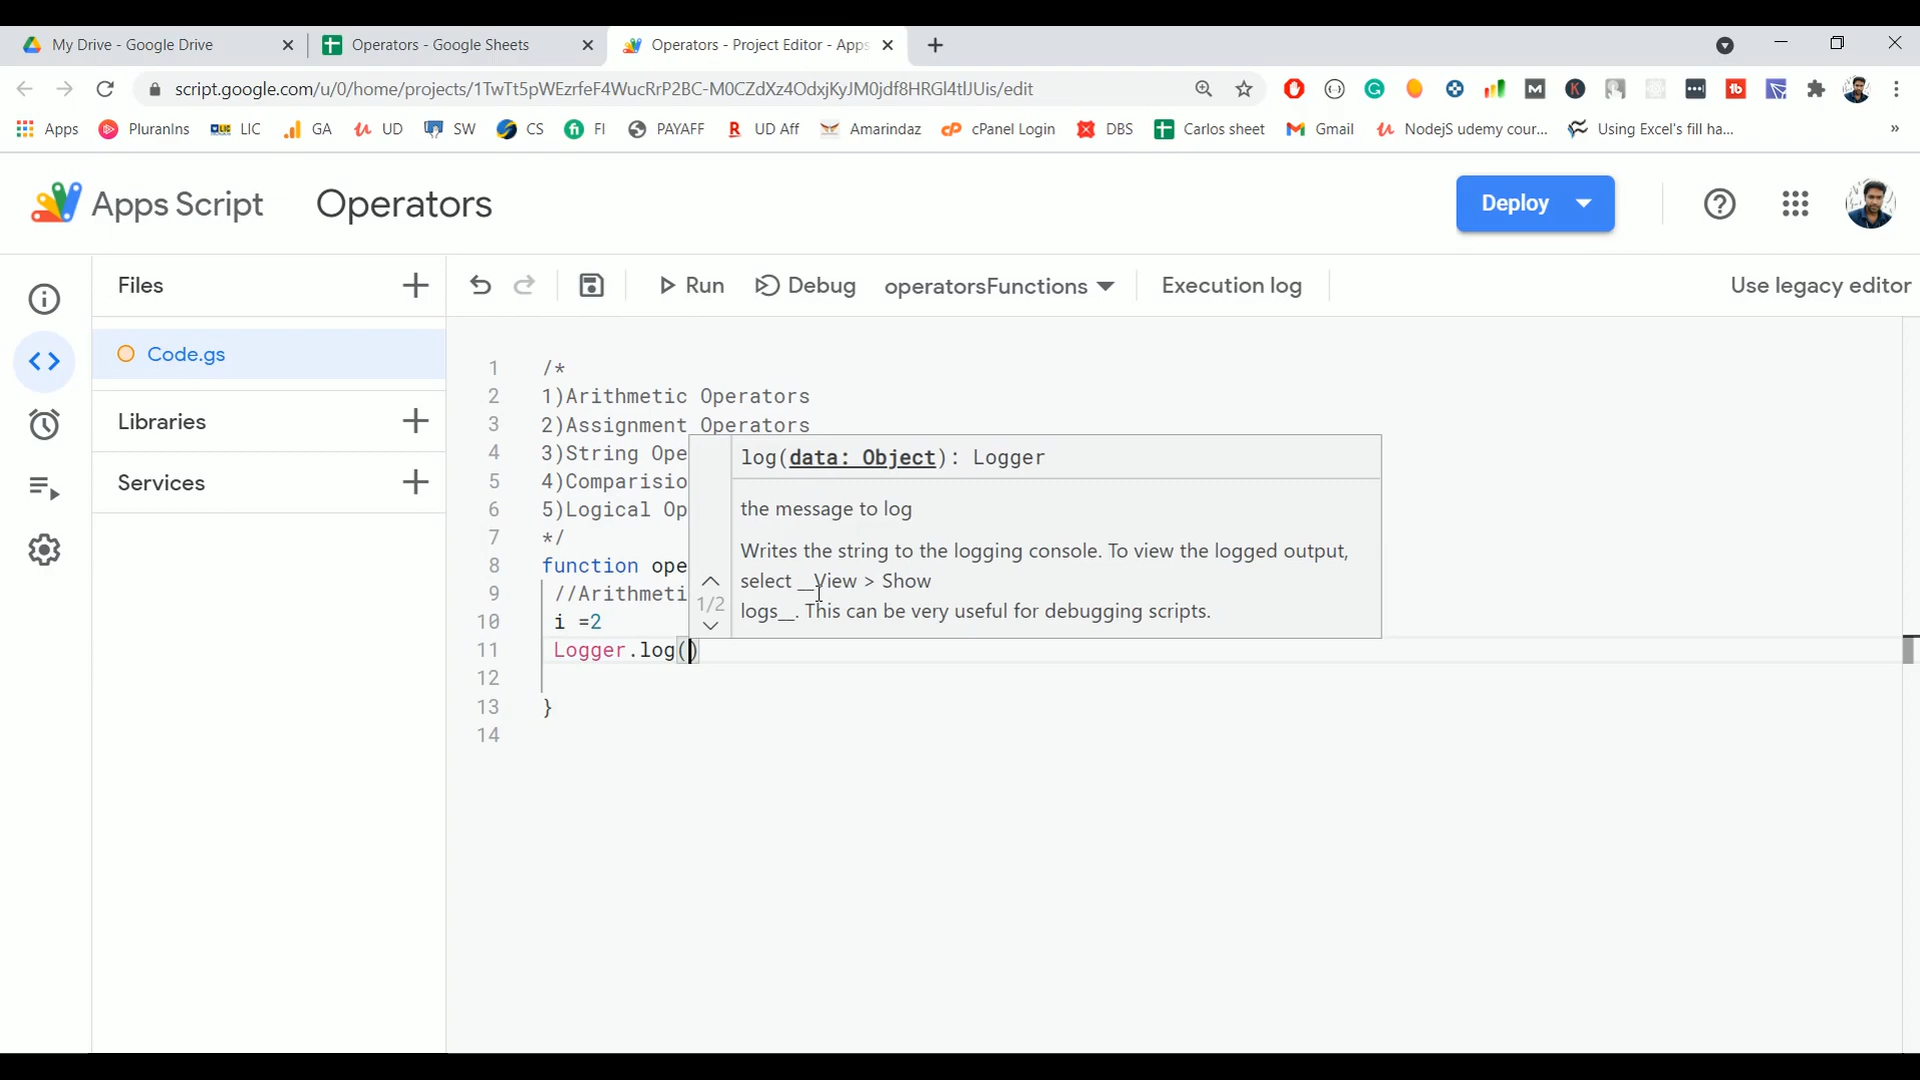 My Drive - Google Drive
Operators - Google Sheets
Operators - Project Editor - Apps
script.google.com/u/0/home/projects/1TwTt5pWEzrfeF4WucRrP2BC-M0CZdXz4OdxjKyJM0jdf8HRGl4tlJUis/edit
Apps PluranIns LIC GA UD SW CS FI PAYAFF UD Aff Amarindaz cPanel Login DBS Carlos sheet Gmail NodejS udemy cour... Using Excel's fill ha... »
Apps Script Operators Deploy
Files
Run Debug operatorsFunctions Execution log Use legacy editor
Code.gs
Libraries
Services
1 /*
2 1)Arithmetic Operators
3 2)Assignment Operators
4 3)String Ope
5 4)Comparisio
6 5)Logical Op
7 */
8 function ope
9 //Arithmeti
10 i =2
11 Logger.log()
12
13 }
14
log(data: Object): Logger
the message to log
Writes the string to the logging console. To view the logged output,
select __View > Show
1/2
logs__. This can be very useful for debugging scripts.